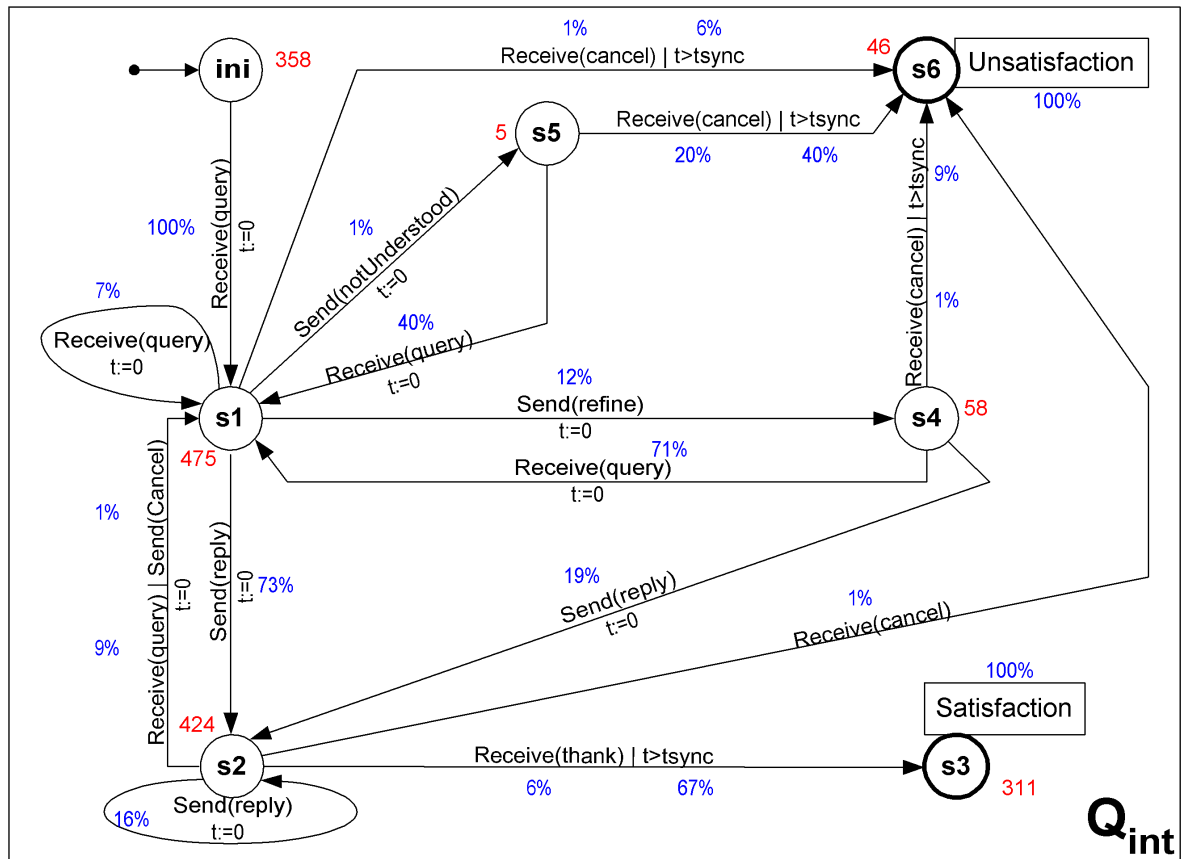 1% 6%
ini 358
Receive(cancel) | t>tsync
46
s6
Unsatisfaction
100%
5
s5
Receive(cancel) | t>tsync
20% 40%
Receive(query)
t:=0
100%
1%
Send(notUnderstood)
t:=0
Receive(cancel) | t>tsync
9%
1%
7%
Receive(query)
t:=0
40%
Receive(query)
t:=0
12%
Send(refine)
t:=0
s1
475
s4
58
71%
Receive(query)
t:=0
1%
9%
Receive(query) | Send(Cancel)
t:=0
Send(reply)
t:=0
73%
19%
Send(reply)
t:=0
1%
Receive(cancel)
100%
Satisfaction
424
s2
Receive(thank) | t>tsync
6% 67%
s3
311
Send(reply)
t:=0
16%
Qint